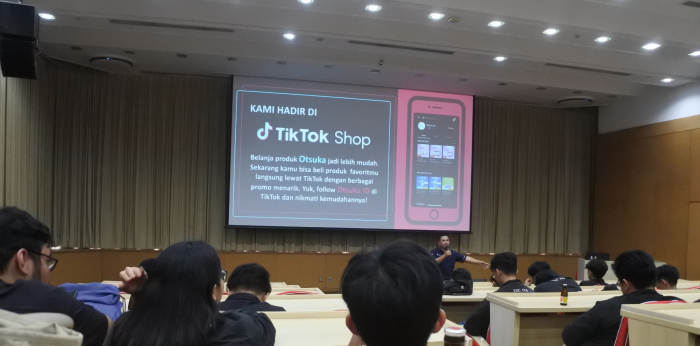 KAMI HADIR DI
TikTok Shop
Belanja produk Otsuka jadi lebih mudah.
Sekarang kamu bisa beli produk favoritmu
langsung lewat TikTok dengan berbagai
promo menarik. Yuk, follow Otsuka ID di
TikTok dan nikmati kemudahannya!